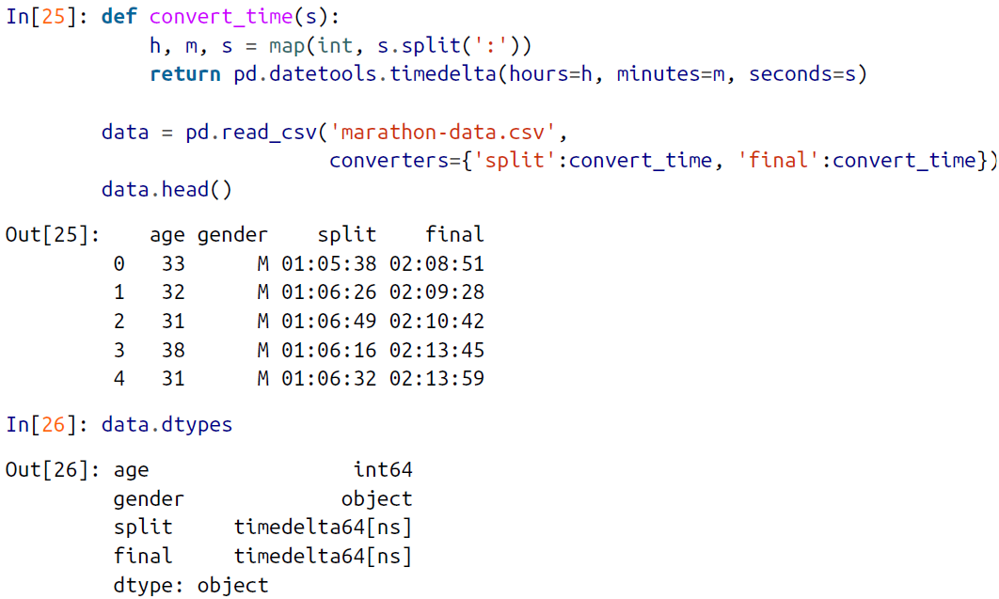 In[25]: def convert_time(s):
            h, m, s = map(int, s.split(':'))
            return pd.datetools.timedelta(hours=h, minutes=m, seconds=s)
        data = pd.read_csv('marathon-data.csv',
                           converters={'split':convert_time, 'final':convert_time})
        data.head()
Out[25]:    age gender    split    final
         0   33      M 01:05:38 02:08:51
         1   32      M 01:06:26 02:09:28
         2   31      M 01:06:49 02:10:42
         3   38      M 01:06:16 02:13:45
         4   31      M 01:06:32 02:13:59
In[26]: data.dtypes
Out[26]: age                 int64
         gender             object
         split     timedelta64[ns]
         final     timedelta64[ns]
         dtype: object